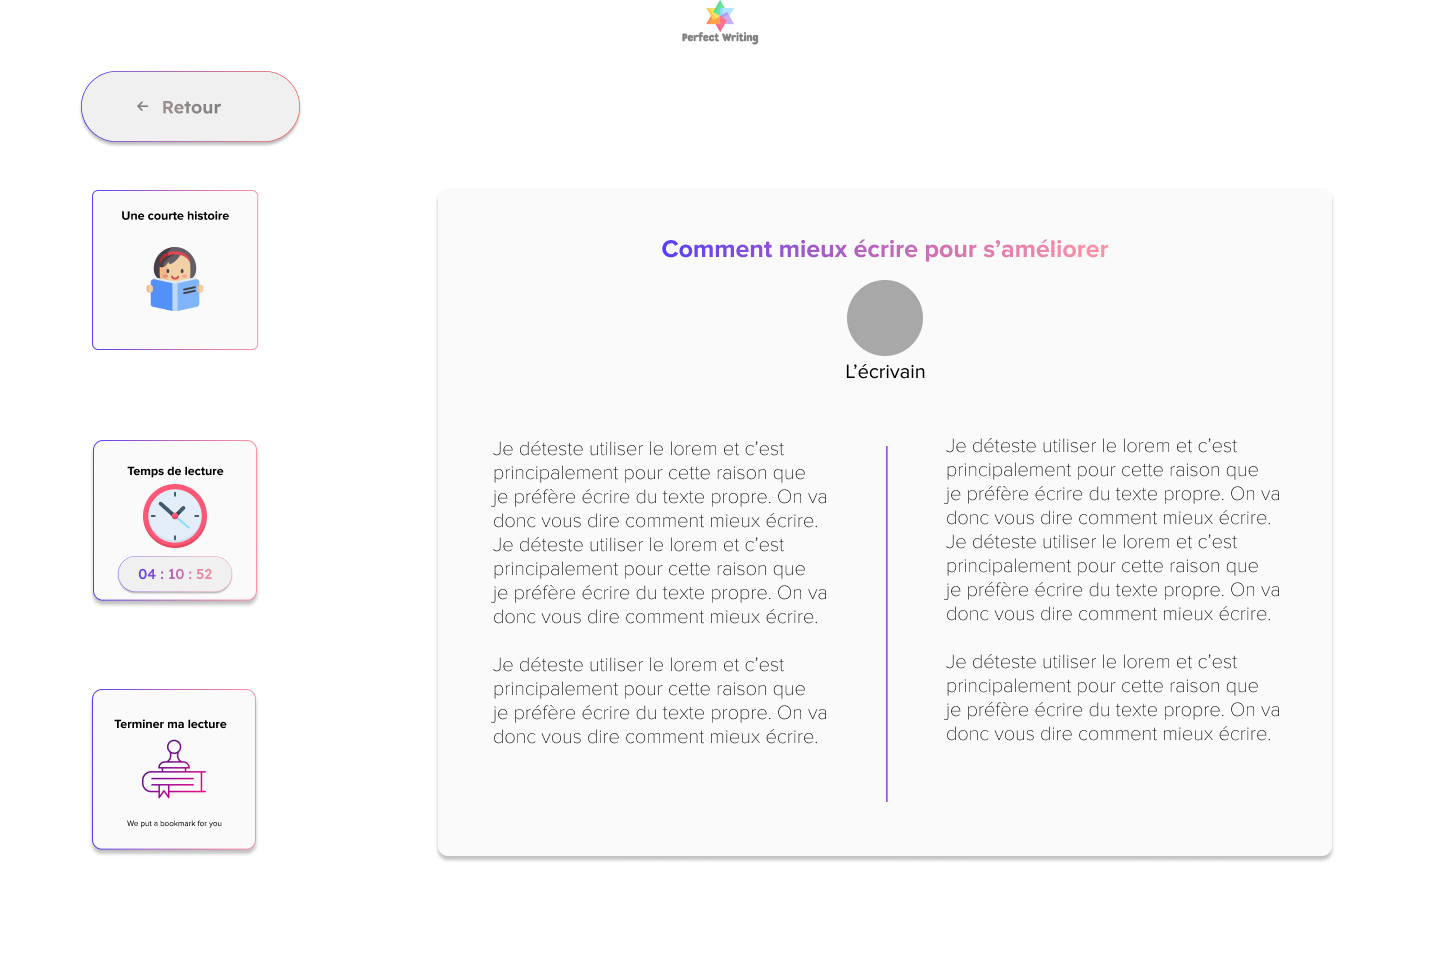 Perfect Writing
← Retour
Une courte histoire
Temps de lecture
04 : 10 : 52
Terminer ma lecture
We put a bookmark for you
Comment mieux écrire pour s’améliorer
L’écrivain
Je déteste utiliser le lorem et c’est
principalement pour cette raison que
je préfère écrire du texte propre. On va
donc vous dire comment mieux écrire.
Je déteste utiliser le lorem et c’est
principalement pour cette raison que
je préfère écrire du texte propre. On va
donc vous dire comment mieux écrire.
Je déteste utiliser le lorem et c’est
principalement pour cette raison que
je préfère écrire du texte propre. On va
donc vous dire comment mieux écrire.
Je déteste utiliser le lorem et c’est
principalement pour cette raison que
je préfère écrire du texte propre. On va
donc vous dire comment mieux écrire.
Je déteste utiliser le lorem et c’est
principalement pour cette raison que
je préfère écrire du texte propre. On va
donc vous dire comment mieux écrire.
Je déteste utiliser le lorem et c’est
principalement pour cette raison que
je préfère écrire du texte propre. On va
donc vous dire comment mieux écrire.